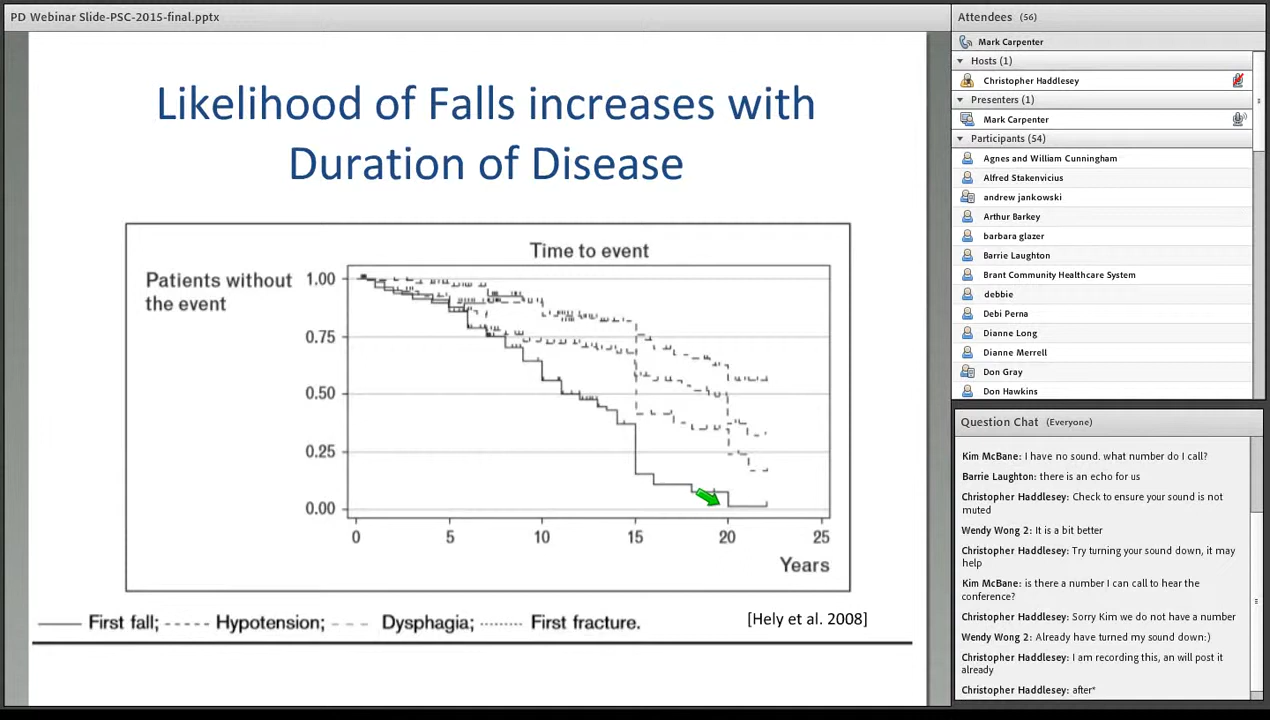 PD Webinar Slide-PSC-2015-final.pptx
Likelihood of Falls increases with
Duration of Disease
Time to event
Patients without
the event
1.00
0.75
0.50
0.25
0.00
0
5
10
15
20
25
Years
First fall;
Hypotension;
Dysphagia;
First fracture.
[Hely et al. 2008]
Attendees (56)
Mark Carpenter
Hosts (1)
Christopher Haddlesey
Presenters (1)
Mark Carpenter
Participants (54)
Agnes and William Cunningham
Alfred Stakenvicius
andrew jankowski
Arthur Barkey
barbara glazer
Barrie Laughton
Brant Community Healthcare System
debbie
Debi Perna
Dianne Long
Dianne Merrell
Don Gray
Don Hawkins
Question Chat (Everyone)
Kim McBane: I have no sound. what number do I call?
Barrie Laughton: there is an echo for us
Christopher Haddlesey: Check to ensure your sound is not
muted
Wendy Wong 2: It is a bit better
Christopher Haddlesey: Try turning your sound down, it may
help
Kim McBane: is there a number I can call to hear the
conference?
Christopher Haddlesey: Sorry Kim we do not have a number
Wendy Wong 2: Already have turned my sound down:)
Christopher Haddlesey: I am recording this, an will post it
already
Christopher Haddlesey: after*